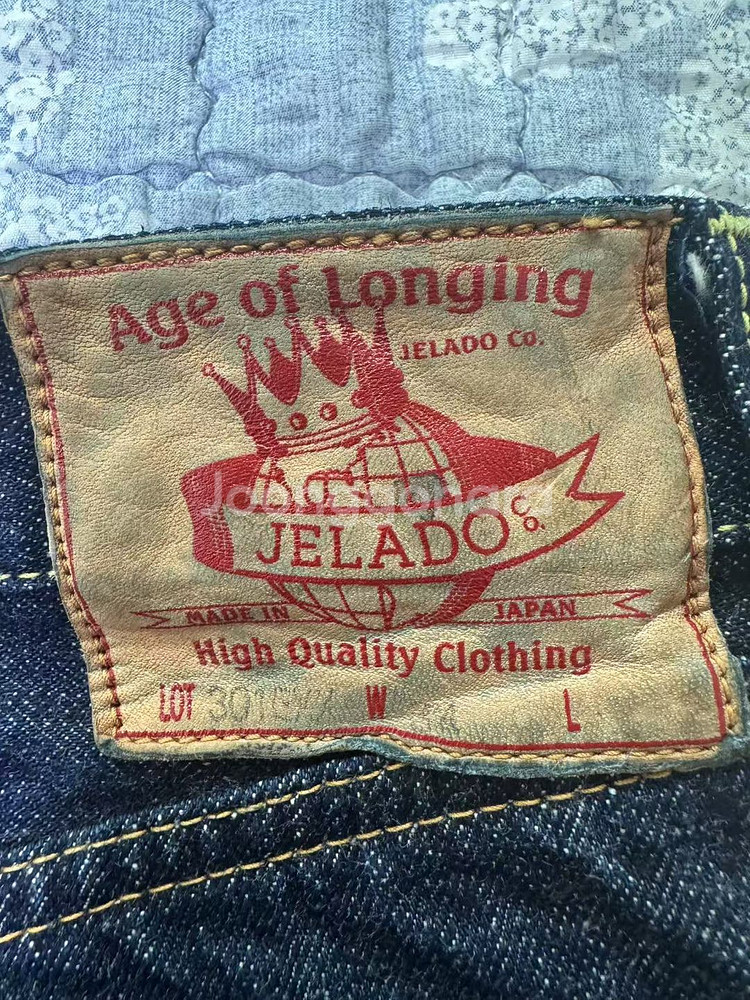 Age of Longing
JELADO Co.
JELADO Co.
MADE IN JAPAN
High Quality Clothing
LOT W L